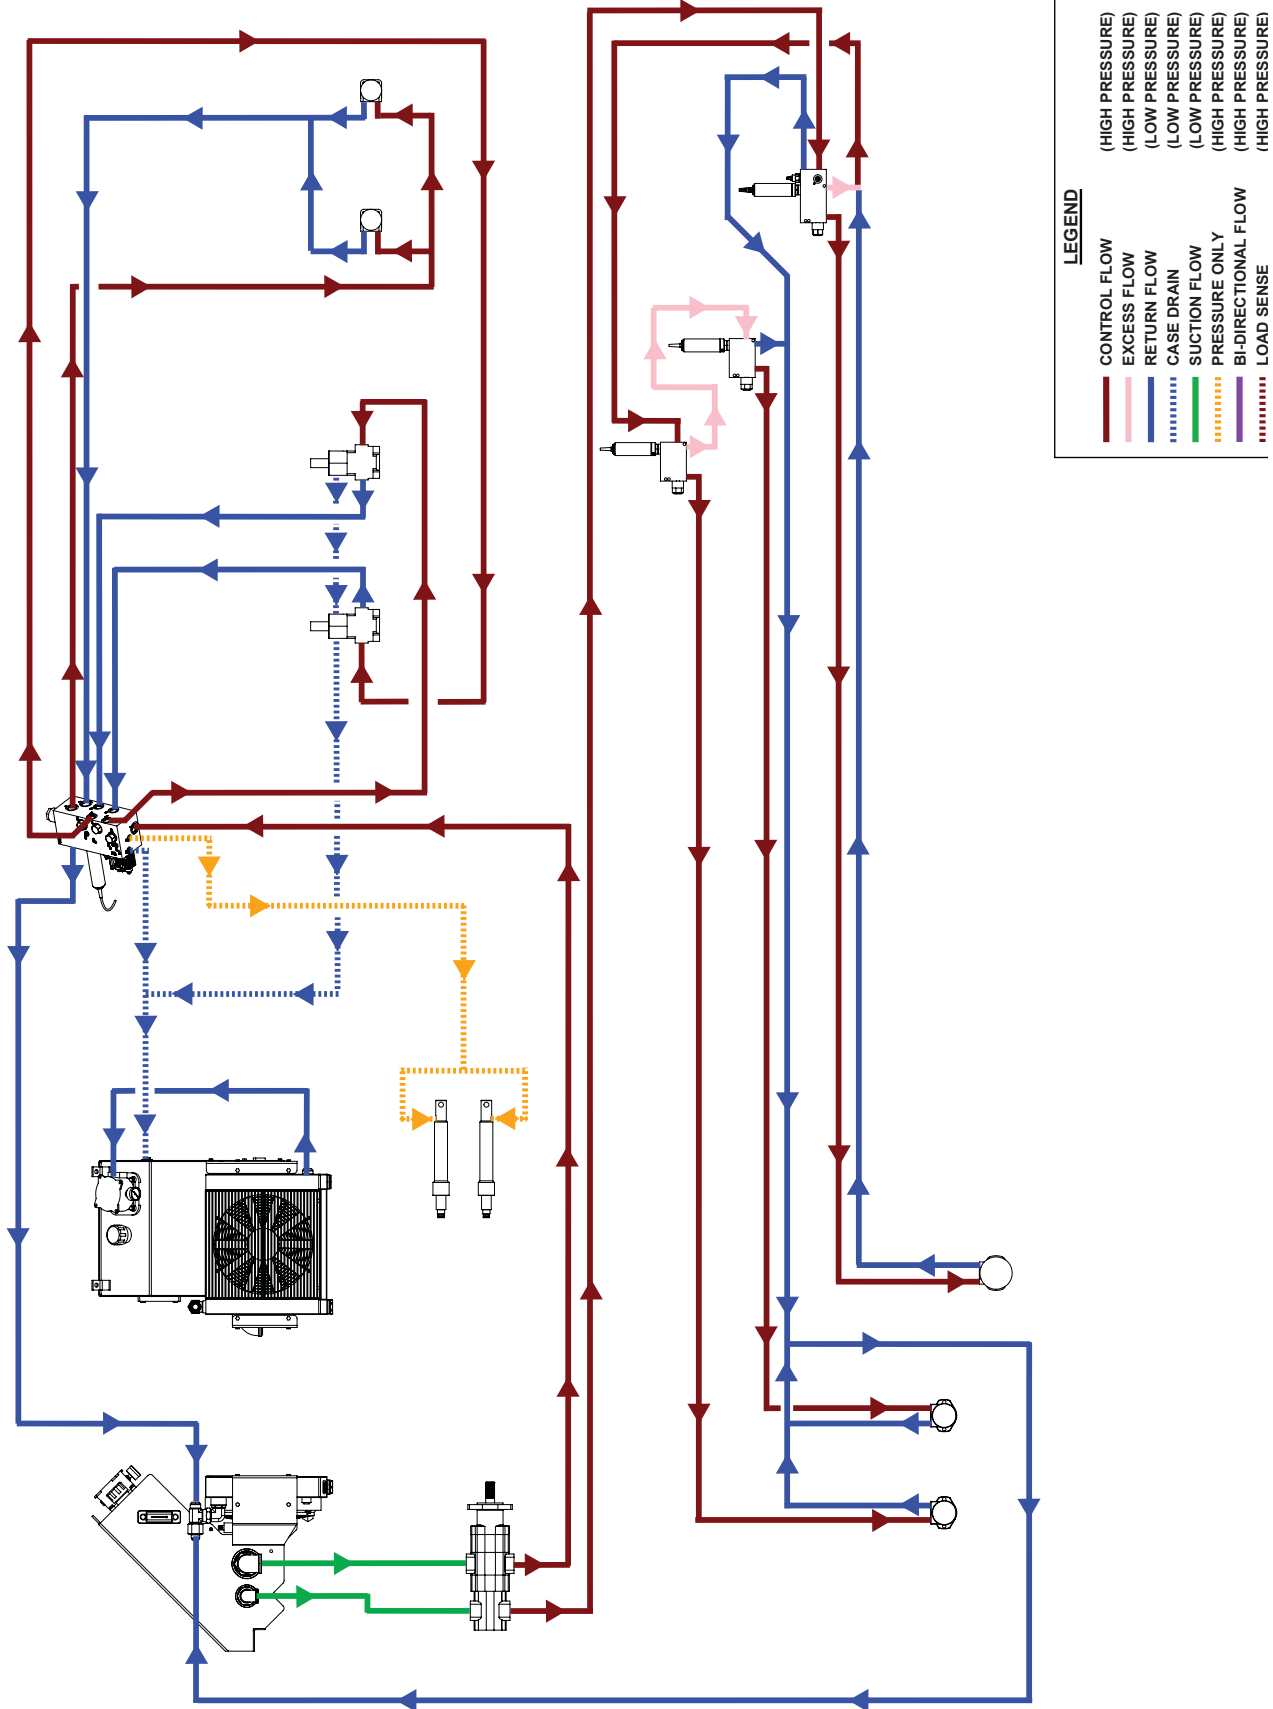 LEGEND
CONTROL FLOW (HIGH PRESSURE)
EXCESS FLOW (HIGH PRESSURE)
RETURN FLOW (LOW PRESSURE)
CASE DRAIN (LOW PRESSURE)
SUCTION FLOW (LOW PRESSURE)
PRESSURE ONLY (HIGH PRESSURE)
BI-DIRECTIONAL FLOW (HIGH PRESSURE)
LOAD SENSE (HIGH PRESSURE)